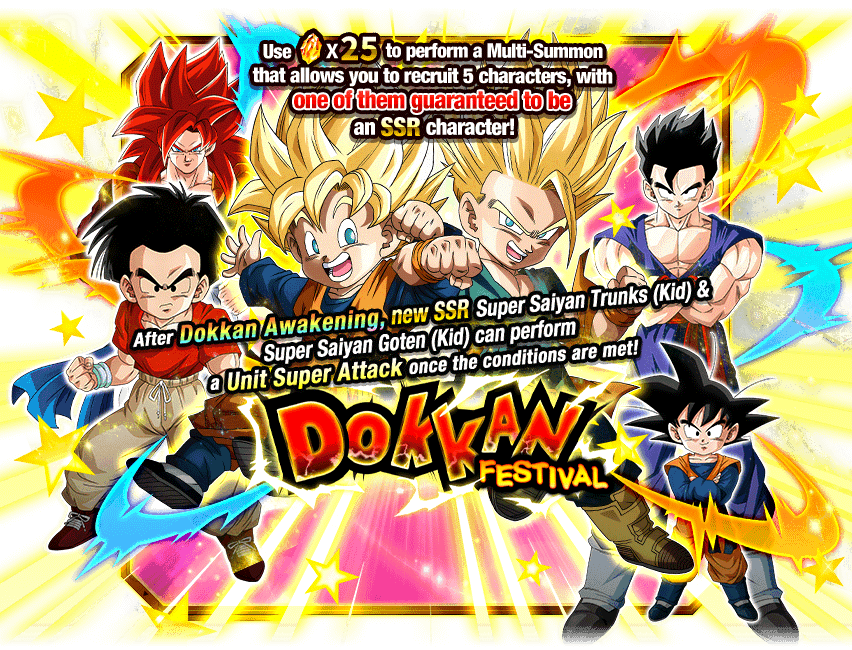 Use x25 to perform a Multi-Summon
that allows you to recruit 5 characters, with
one of them guaranteed to be
an SSR character!
After Dokkan Awakening, new SSR Super Saiyan Trunks (Kid) &
Super Saiyan Goten (Kid) can perform
a Unit Super Attack once the conditions are met!
DOKKAN
FESTIVAL